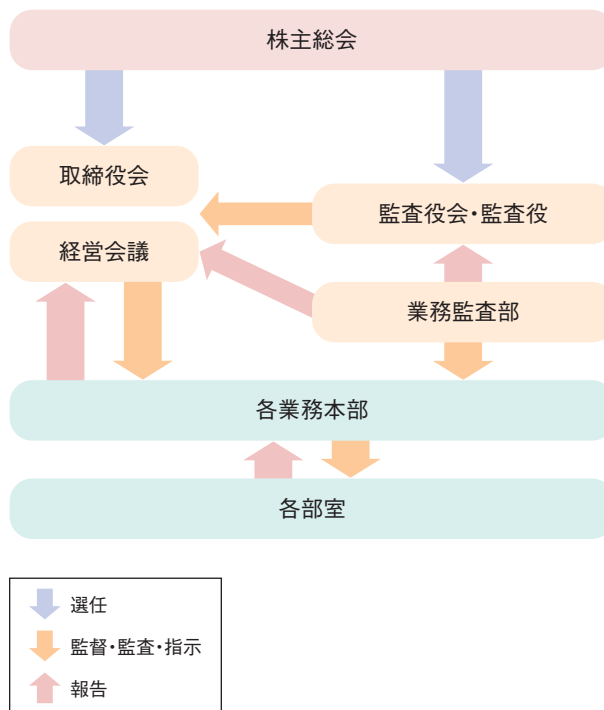 株主総会
取締役会
監査役会・監査役
経営会議
業務監査部
各業務本部
各部室
選任
監督・監査・指示
報告